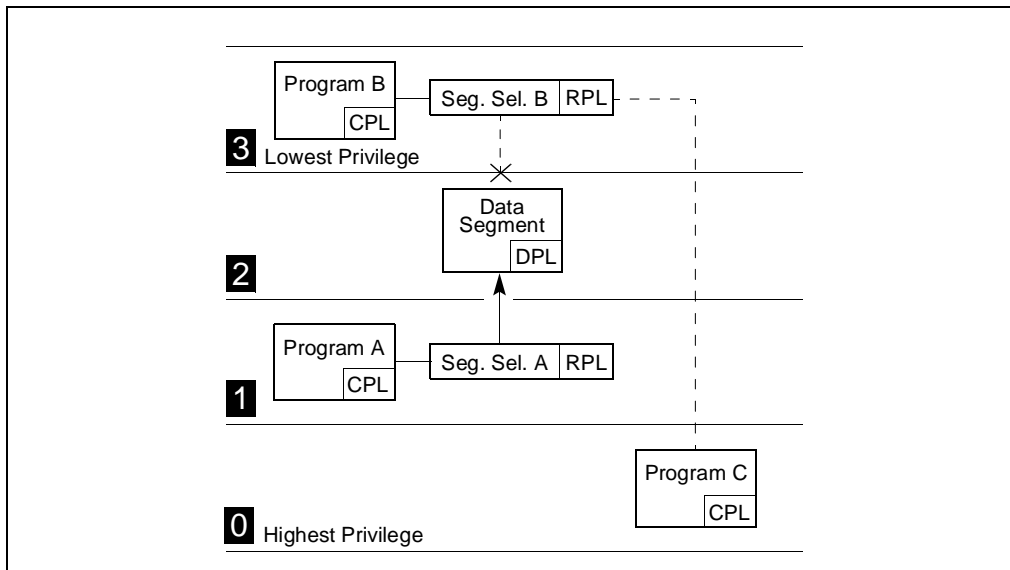 Program B
CPL
Seg. Sel. B RPL
3 Lowest Privilege
Data
Segment
DPL
2
Program A
CPL
Seg. Sel. A RPL
1
Program C
CPL
0 Highest Privilege